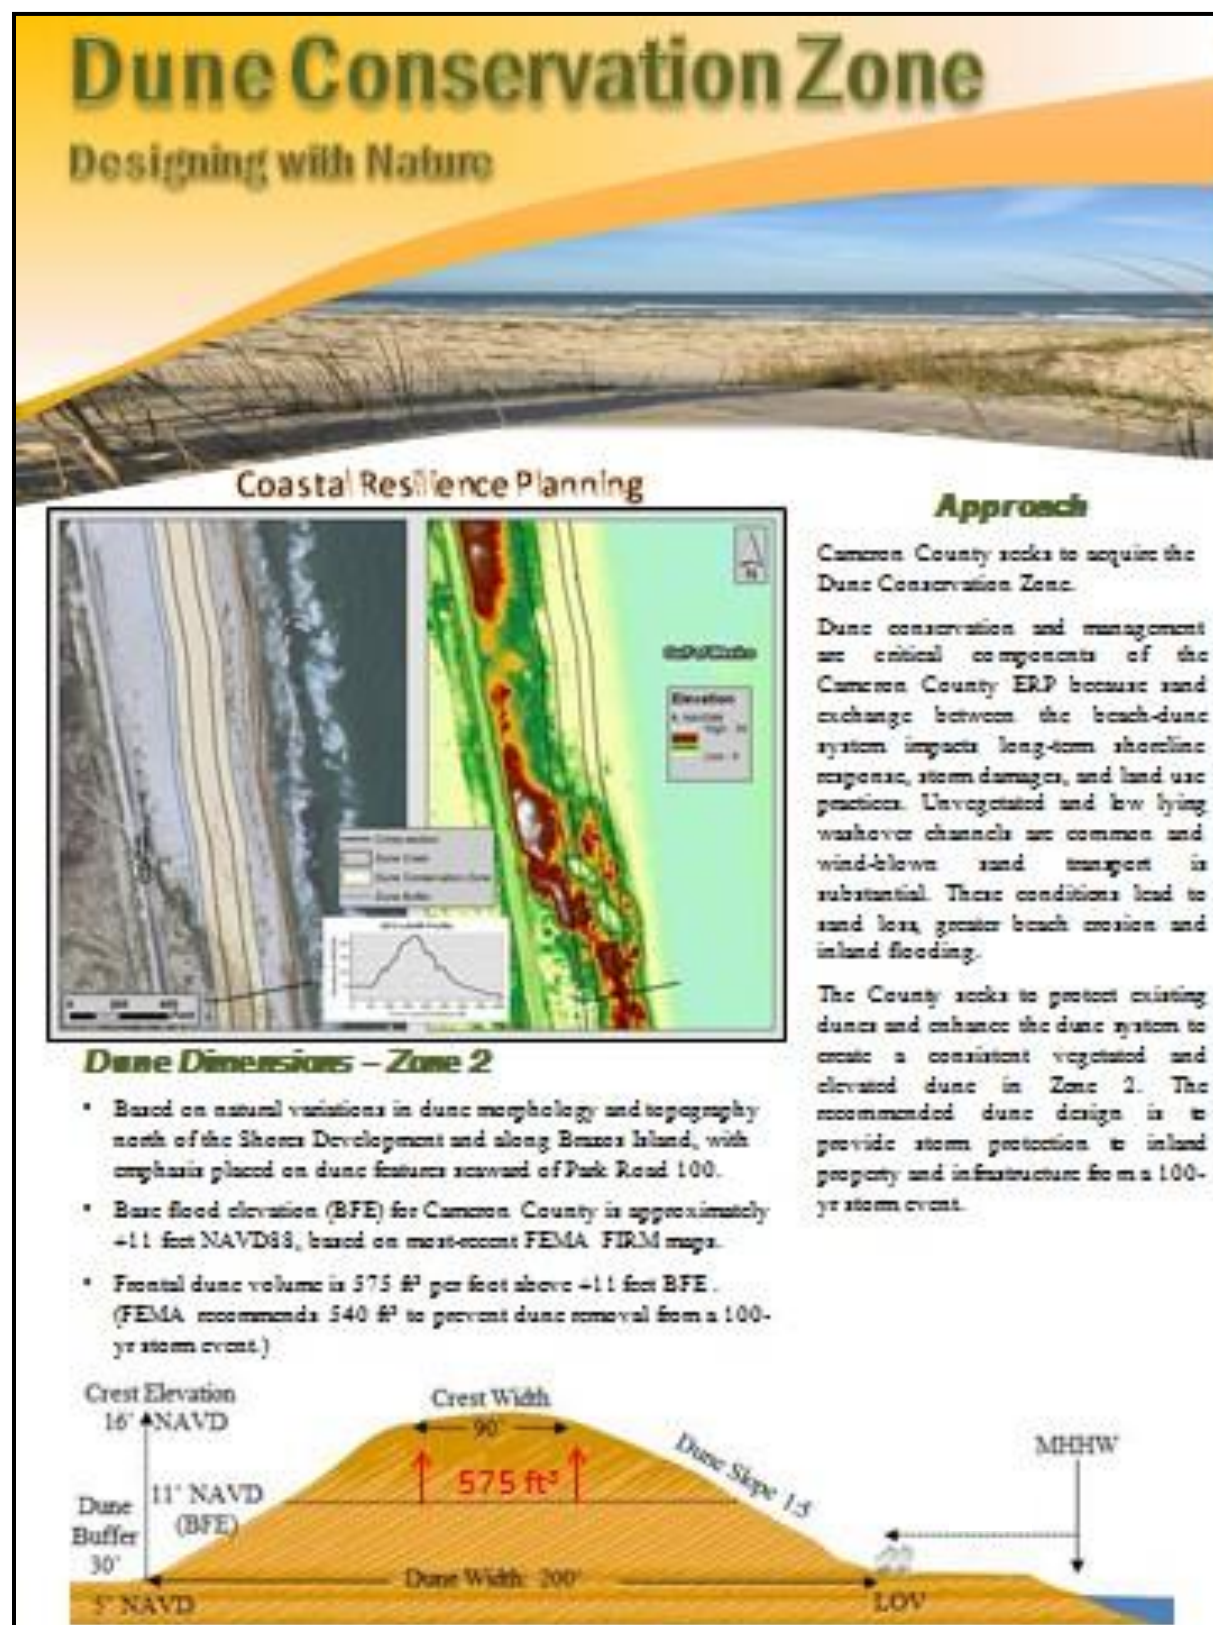 Dune Conservation Zone
Designing with Nature
Coastal Resilience Planning
Gulf of Mexico
Elevation
N
Dune Crest
Dune Conservation Zone
Dune Buffer
Approach
Cameron County seeks to acquire the
Dune Conservation Zone.
Dune conservation and management
are critical components of the
Cameron County ERP because sand
exchange between the beach-dune
system impacts long-term shoreline
response, storm damages, and land use
practices. Unvegetated and low lying
washover channels are common and
wind-blown sand transport is
substantial. These conditions lead to
sand loss, greater beach erosion and
inland flooding.
The County seeks to protect existing
dunes and enhance the dune system to
create a consistent vegetated and
elevated dune in Zone 2. The
recommended dune design is to
provide storm protection to inland
property and infrastructure from a 100-
yr storm event.
Dune Dimensions – Zone 2
• Based on natural variations in dune morphology and topography
north of the Shores Development and along Brazos Island, with
emphasis placed on dune features seaward of Park Road 100.
• Base flood elevation (BFE) for Cameron County is approximately
+11 feet NAVD88, based on most-recent FEMA FIRM maps.
• Frontal dune volume is 575 ft³ per foot above +11 feet BFE.
(FEMA recommends 540 ft³ to prevent dune removal from a 100-
yr storm event.)
Crest Elevation
16' NAVD
Crest Width
90'
575 ft³
Dune Slope 1:5
MHHW
11' NAVD
(BFE)
Dune
Buffer
30'
Dune Width: 200'
5' NAVD
LOV